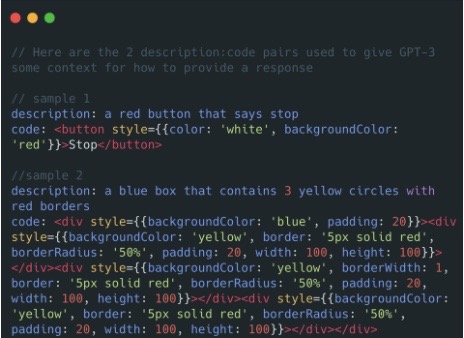 // Here are the 2 description:code pairs used to give GPT-3
some context for how to provide a response
// sample 1
description: a red button that says stop
code: <button style={{color: 'white', backgroundColor:
'red'}}>Stop</button>
//sample 2
description: a blue box that contains 3 yellow circles with
red borders
code: <div style={{backgroundColor: 'blue', padding: 20}}><div
style={{backgroundColor: 'yellow', border: '5px solid red',
borderRadius: '50%', padding: 20, width: 100, height: 100}}>
</div><div style={{backgroundColor: 'yellow', borderWidth: 1,
border: '5px solid red', borderRadius: '50%', padding: 20,
width: 100, height: 100}}></div><div style={{backgroundColor:
'yellow', border: '5px solid red', borderRadius: '50%',
padding: 20, width: 100, height: 100}}></div></div>